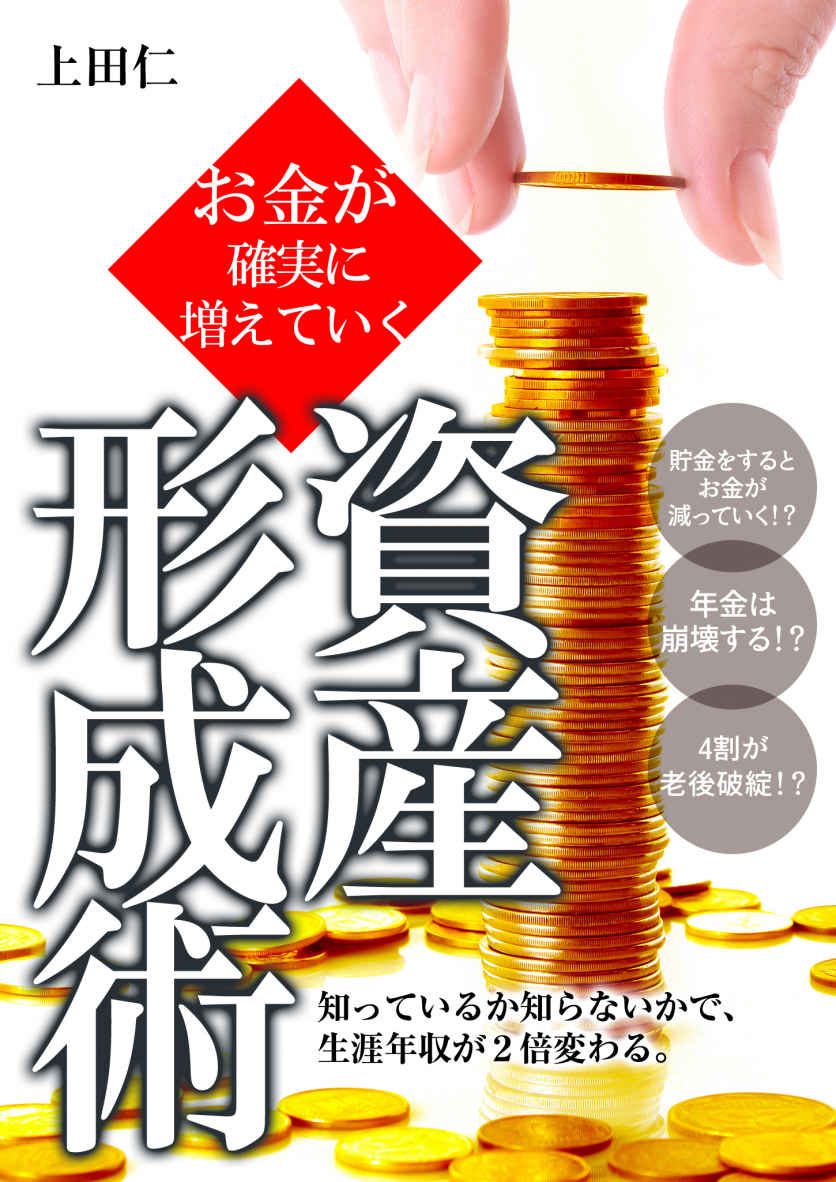 上田仁
お金が
確実に
増えていく
資産
形成術
貯金をすると
お金が
減っていく!?
年金は
崩壊する!?
4割が
老後破綻!?
知っているか知らないかで、
生涯年収が２倍変わる。